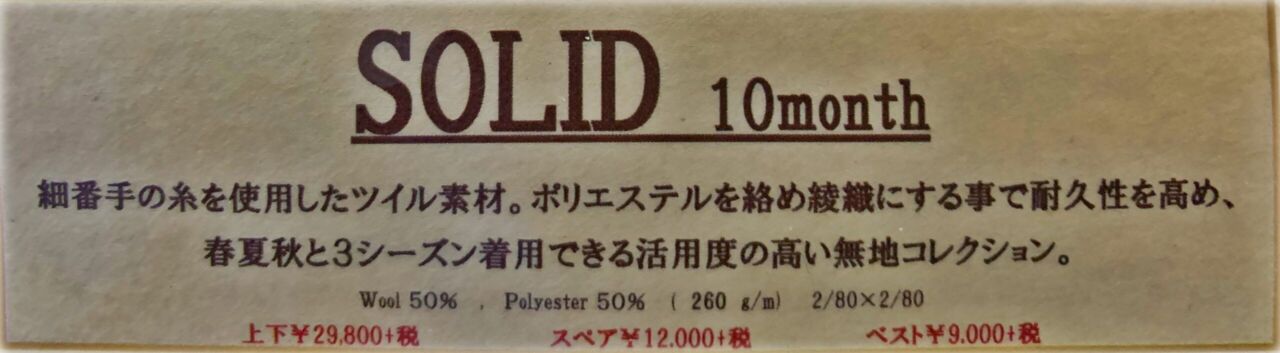 SOLID 10month
細番手の糸を使用したツイル素材。ポリエステルを絡め綾織にする事で耐久性を高め、
春夏秋と3シーズン着用できる活用度の高い無地コレクション。
Wool 50% , Polyester 50% ( 260 g/m) 2/80×2/80
上下¥29,800+税 スペア¥12,000+税 ベスト¥9,000+税